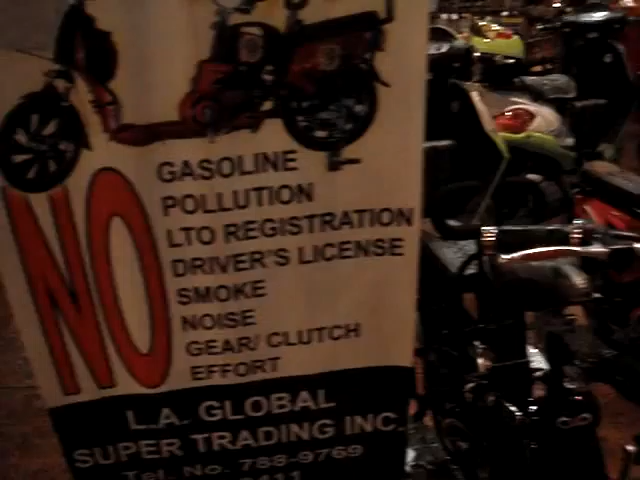 NO
GASOLINE
POLLUTION
LTO REGISTRATION
DRIVER'S LICENSE
SMOKE
NOISE
GEAR/ CLUTCH
EFFORT
L.A. GLOBAL
SUPER TRADING INC.
Tel. No. 788-9769